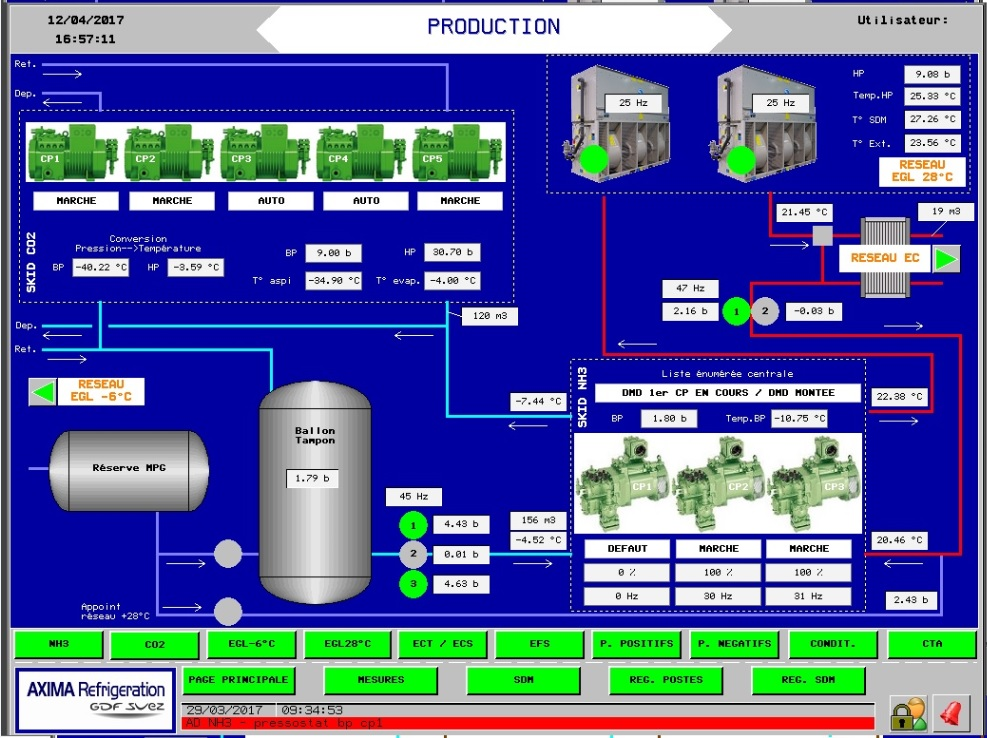 12/04/2017
16:57:11
PRODUCTION
Utilisateur:
Ret.
Dep.
CP1
CP2
CP3
CP4
CP5
MARCHE
MARCHE
AUTO
AUTO
MARCHE
SKID CO2
Conversion
Pression-->Température
BP -40.22 °C HP -3.59 °C
BP 9.00 b HP 30.70 b
T° aspi -34.90 °C T° evap. -4.00 °C
25 Hz
25 Hz
HP 9.08 b
Temp.HP 25.33 °C
T° SDM 27.26 °C
T° Ext. 23.56 °C
RESEAU
EGL 28°C
21.45 °C
19 m3
RESEAU EC
47 Hz
2.16 b
1
2
-0.03 b
120 m3
Dep.
Ret.
RESEAU
EGL -6°C
SKID NH3
Liste énumérée centrale
DMD 1er CP EN COURS / DMD MONTEE
BP 1.80 b Temp.BP -10.75 °C
-7.44 °C
22.38 °C
CP1
CP2
CP3
Réserve MPG
Ballon
Tampon
1.79 b
45 Hz
1
4.43 b
2
0.01 b
3
4.63 b
156 m3
-4.52 °C
20.46 °C
DEFAUT
MARCHE
MARCHE
0 %
100 %
100 %
0 Hz
30 Hz
31 Hz
2.43 b
Appoint
réseau +28°C
NH3
CO2
EGL-6°C
EGL28°C
ECT / ECS
EFS
P. POSITIFS
P. NEGATIFS
CONDIT.
CTA
AXIMA Refrigeration
GDF SUEZ
PAGE PRINCIPALE
MESURES
SDM
REG. POSTES
REG. SDM
29/03/2017 09:34:53
AD NH3 - pressostat bp cp1